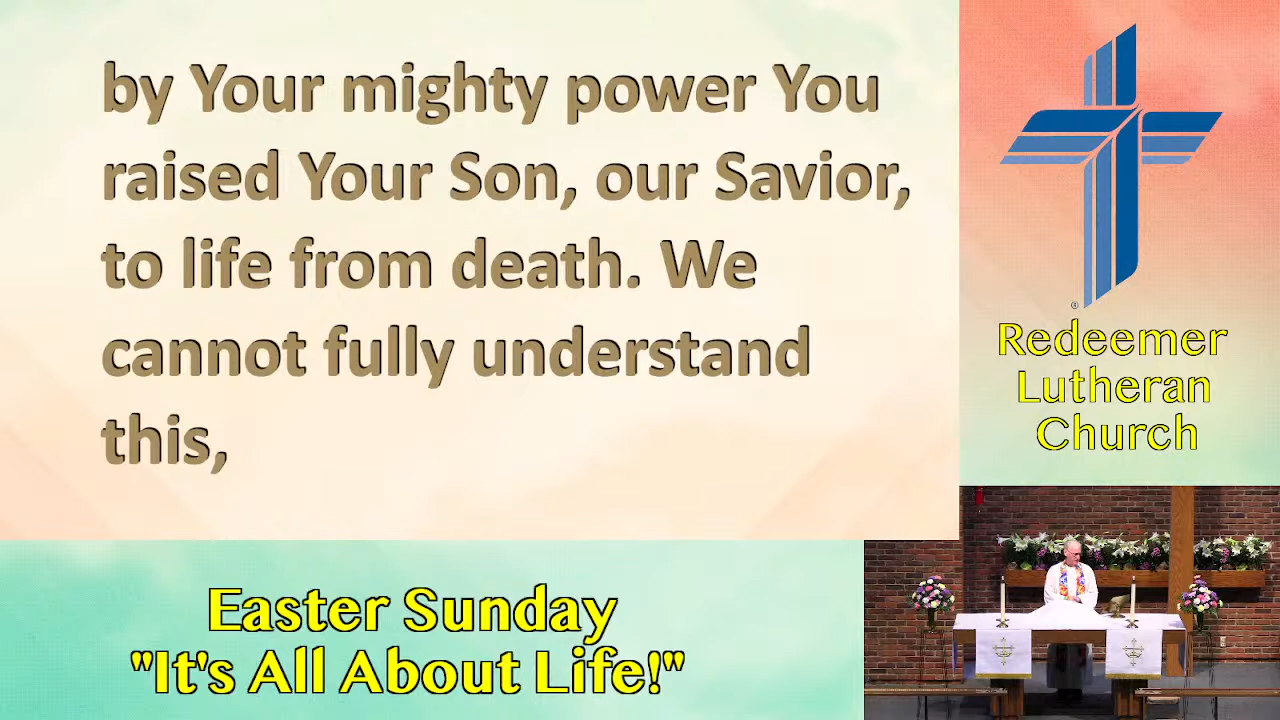 by Your mighty power You
raised Your Son, our Savior,
to life from death. We
cannot fully understand
this,
®
Redeemer
Lutheran
Church
Easter Sunday
"It's All About Life!"